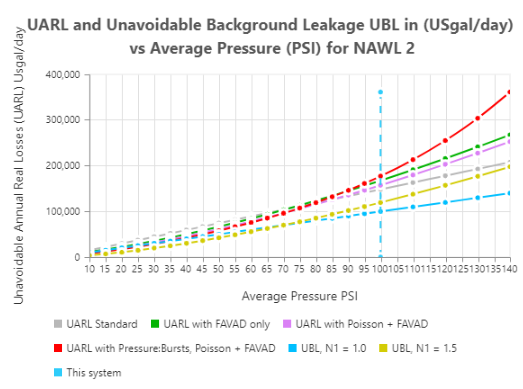 UARL and Unavoidable Background Leakage UBL in (USgal/day)
vs Average Pressure (PSI) for NAWL 2
Unavoidable Annual Real Losses (UARL) Usgal/day
400,000
300,000
200,000
100,000
0
10 15 20 25 30 35 40 45 50 55 60 65 70 75 80 85 90 95 100 105 110 115 120 125 130 135 140
Average Pressure PSI
UARL Standard UARL with FAVAD only UARL with Poisson + FAVAD
UARL with Pressure:Bursts, Poisson + FAVAD UBL, N1 = 1.0 UBL, N1 = 1.5
This system